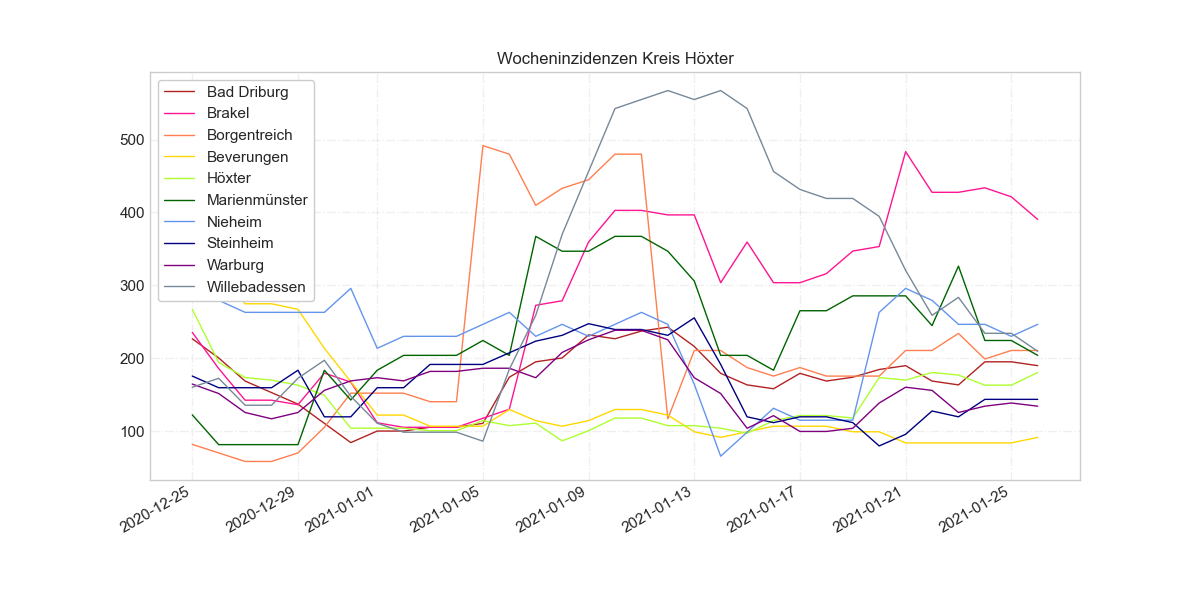 Wocheninzidenzen Kreis Höxter
Bad Driburg
Brakel
Borgentreich
Beverungen
Höxter
Marienmünster
Nieheim
Steinheim
Warburg
Willebadessen
500
400
300
200
100
2020-12-25
2020-12-29
2021-01-01
2021-01-05
2021-01-09
2021-01-13
2021-01-17
2021-01-21
2021-01-25